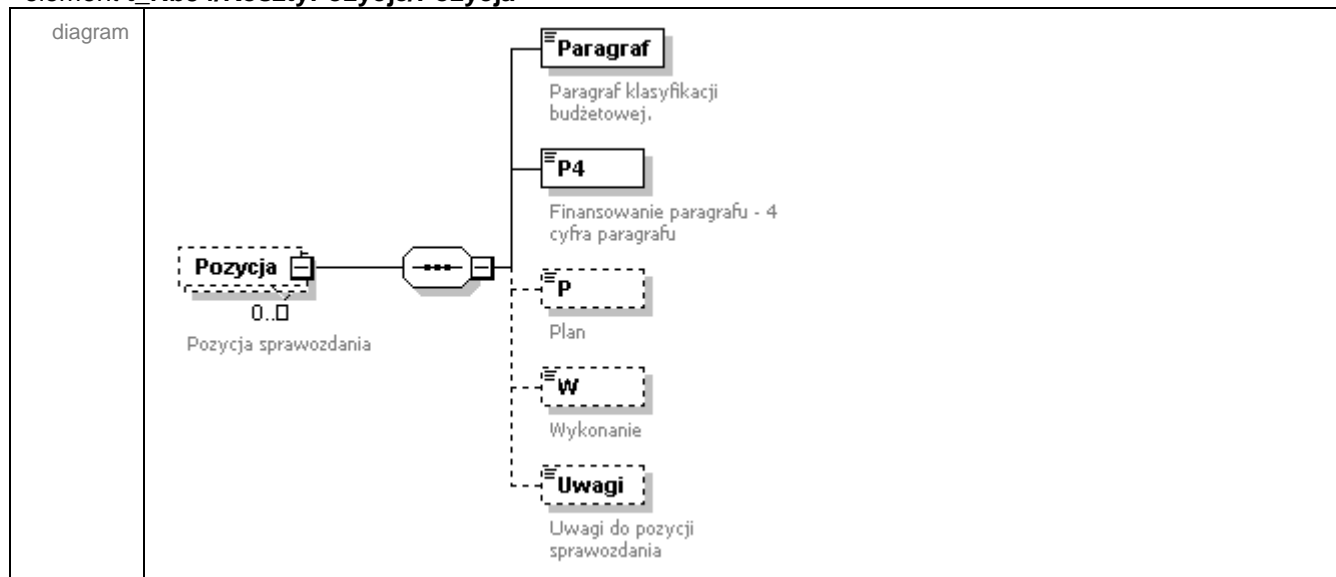 diagram
Paragraf
Paragraf klasyfikacji
budżetowej.
P4
Finansowanie paragrafu - 4
cyfra paragrafu
Pozycja
0..
Pozycja sprawozdania
P
Plan
W
Wykonanie
Uwagi
Uwagi do pozycji
sprawozdania